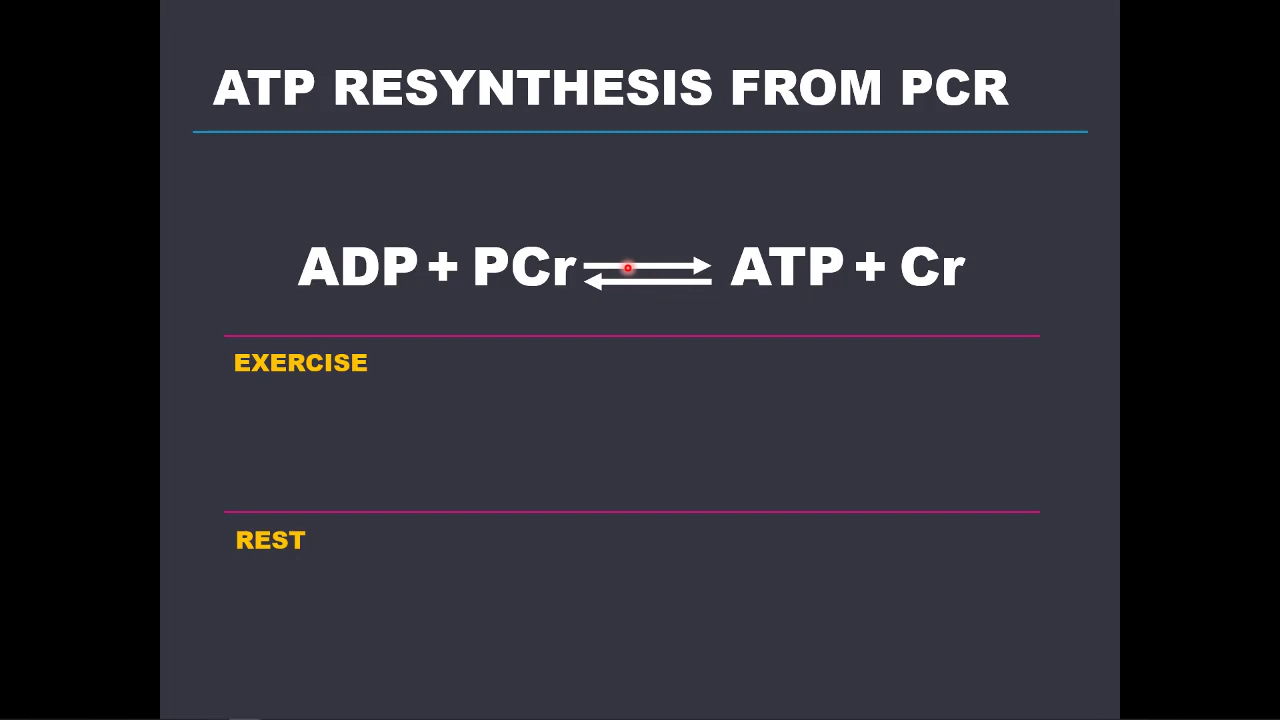 ATP RESYNTHESIS FROM PCR
ADP + PCr ⇄ ATP + Cr
EXERCISE
REST